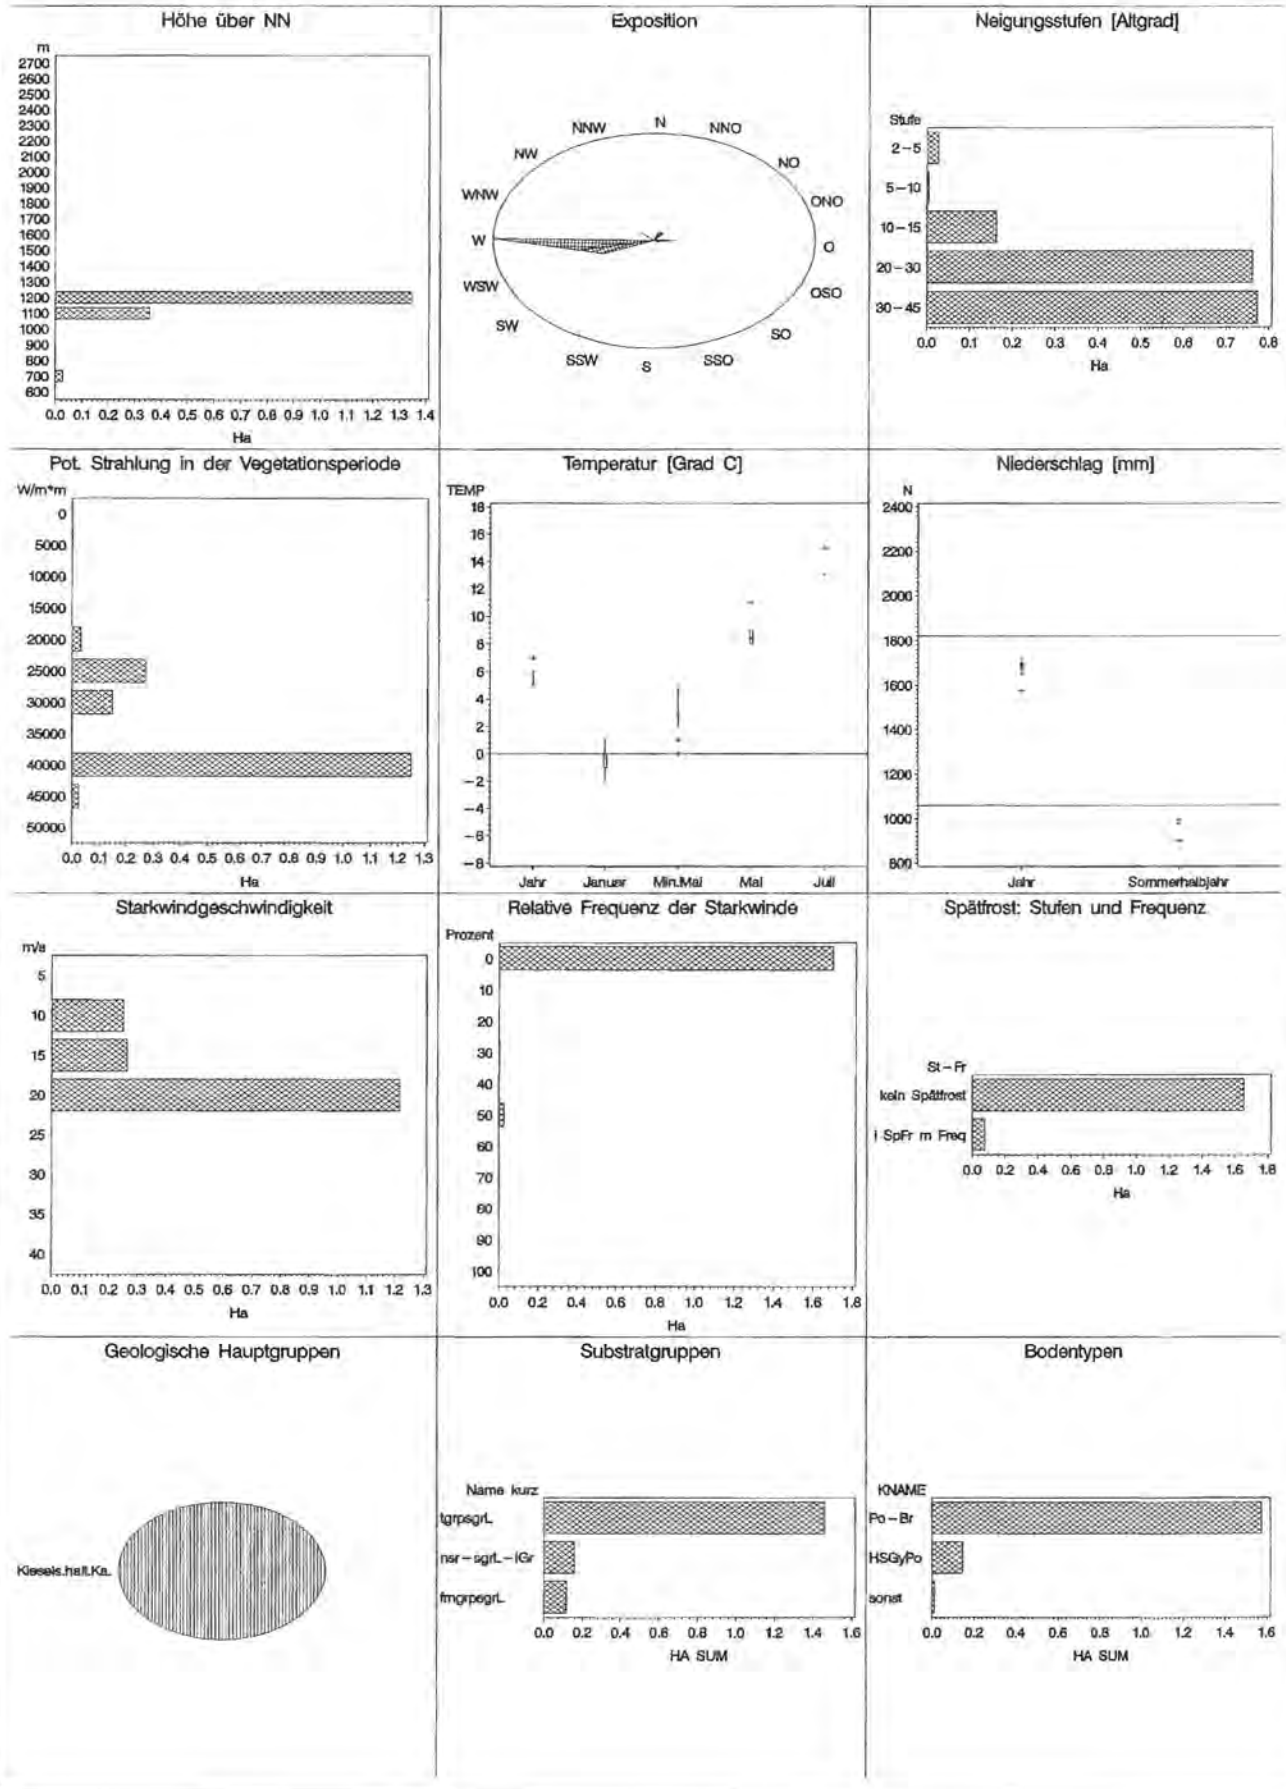 Höhe über NN
m
2700
2600
2500
2400
2300
2200
2100
2000
1900
1800
1700
1600
1500
1400
1300
1200
1100
1000
900
800
700
600
0.0 0.1 0.2 0.3 0.4 0.5 0.6 0.7 0.8 0.9 1.0 1.1 1.2 1.3 1.4
Ha
Exposition
N
NNW
NNO
NW
NO
WNW
ONO
W
O
WSW
OSO
SW
SO
SSW
SSO
S
Neigungsstufen [Altgrad]
Stufe
2-5
5-10
10-15
20-30
30-45
0.0 0.1 0.2 0.3 0.4 0.5 0.6 0.7 0.8
Ha
Pot. Strahlung in der Vegetationsperiode
W/m*m
0
5000
10000
15000
20000
25000
30000
35000
40000
45000
50000
0.0 0.1 0.2 0.3 0.4 0.5 0.6 0.7 0.8 0.9 1.0 1.1 1.2 1.3
Ha
Temperatur [Grad C]
TEMP
18
16
14
12
10
8
6
4
2
0
-2
-4
-6
-8
Jahr Januar Min.Mai Mai Juli
Niederschlag [mm]
N
2400
2200
2000
1800
1600
1400
1200
1000
800
Jahr Sommerhalbjahr
Starkwindgeschwindigkeit
m/s
5
10
15
20
25
30
35
40
0.0 0.1 0.2 0.3 0.4 0.5 0.6 0.7 0.8 0.9 1.0 1.1 1.2 1.3
Ha
Relative Frequenz der Starkwinde
Prozent
0
10
20
30
40
50
60
70
80
90
100
0.0 0.2 0.4 0.6 0.8 1.0 1.2 1.4 1.6 1.8
Ha
Spätfrost: Stufen und Frequenz
St-Fr
kein Spätfrost
l SpFr m Freq
0.0 0.2 0.4 0.6 0.8 1.0 1.2 1.4 1.6 1.8
Ha
Geologische Hauptgruppen
Kiesels.halt.Ka.
Substratgruppen
Name kurz
tgrpsgrL
nsr-sgrL-lGr
fmgrpsgrL
0.0 0.2 0.4 0.6 0.8 1.0 1.2 1.4 1.6
HA SUM
Bodentypen
KNAME
Po-Br
HSGyPo
sonst
0.0 0.2 0.4 0.6 0.8 1.0 1.2 1.4 1.6
HA SUM